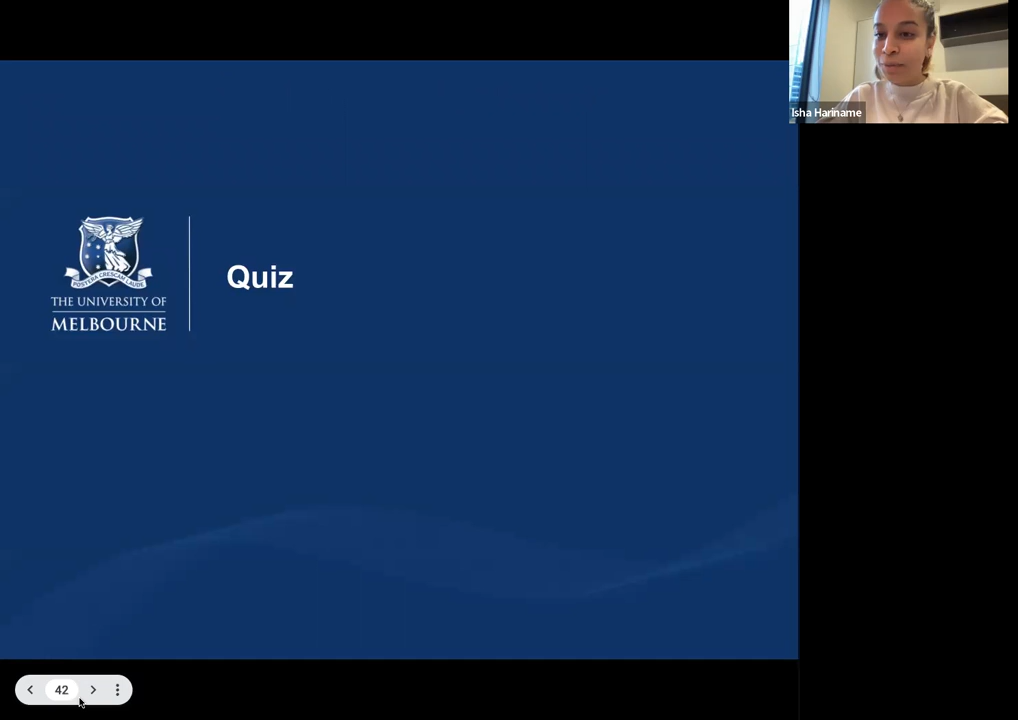 Isha Hariname
POSTERA CRESCAM LAUDE
THE UNIVERSITY OF
MELBOURNE
Quiz
42